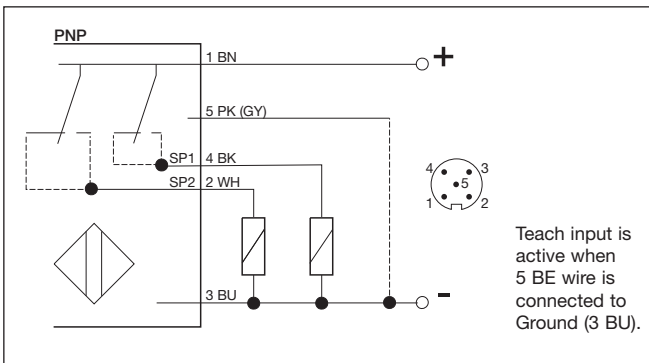 PNP
1 BN
+
5 PK (GY)
SP1 4 BK
SP2 2 WH
4 3
5
1 2
Teach input is
active when
5 BE wire is
connected to
Ground (3 BU).
3 BU
-